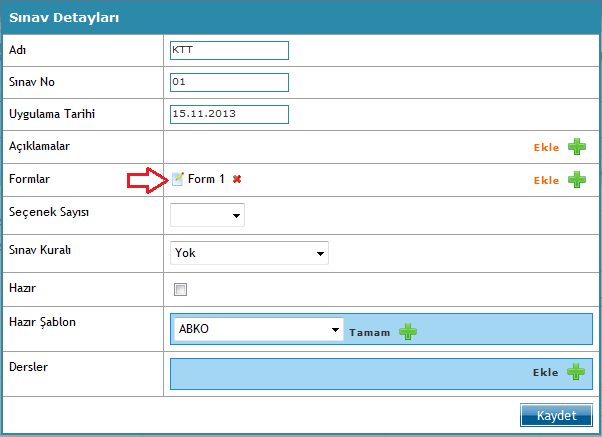 Sınav Detayları
Adı KTT
Sınav No 01
Uygulama Tarihi 15.11.2013
Açıklamalar Ekle
Formlar Form 1 Ekle
Seçenek Sayısı
Sınav Kuralı Yok
Hazır
Hazır Şablon ABKO Tamam
Dersler Ekle
Kaydet